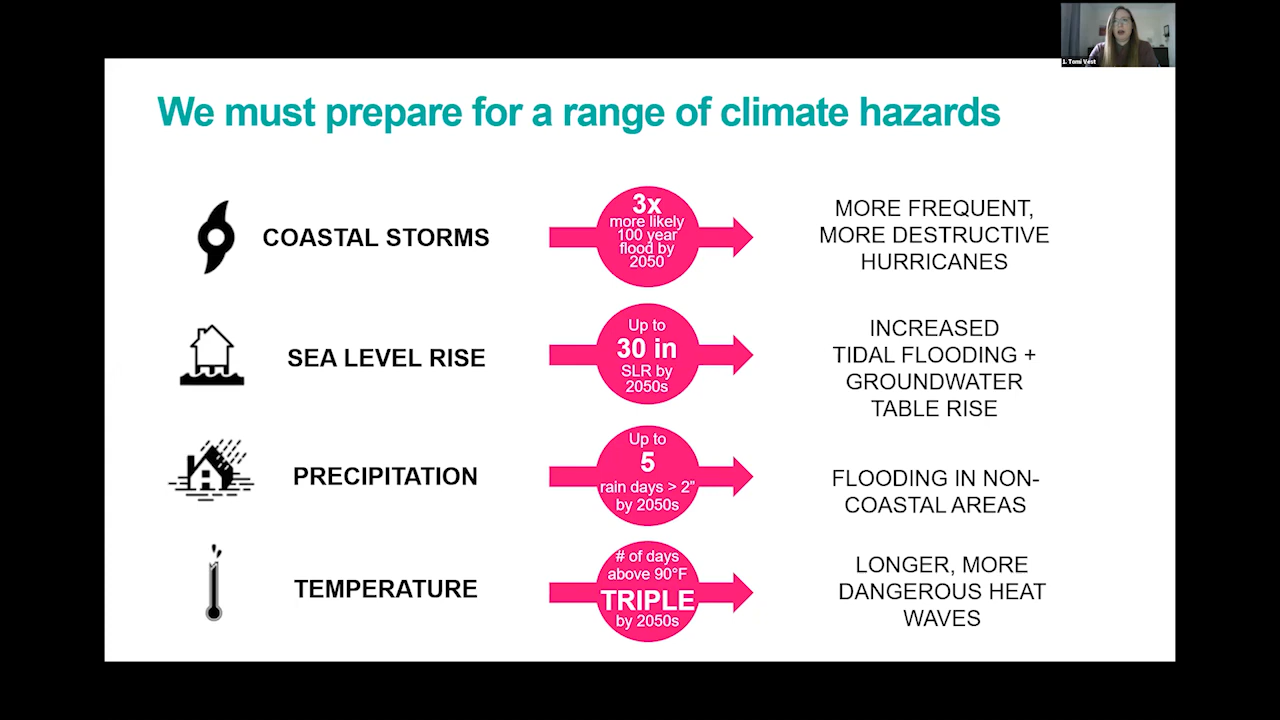 1. Tomi Vest
We must prepare for a range of climate hazards
COASTAL STORMS
3x
more likely
100 year
flood by
2050
MORE FREQUENT,
MORE DESTRUCTIVE
HURRICANES
SEA LEVEL RISE
Up to
30 in
SLR by
2050s
INCREASED
TIDAL FLOODING +
GROUNDWATER
TABLE RISE
PRECIPITATION
Up to
5
rain days > 2"
by 2050s
FLOODING IN NON-
COASTAL AREAS
TEMPERATURE
# of days
above 90°F
TRIPLE
by 2050s
LONGER, MORE
DANGEROUS HEAT
WAVES